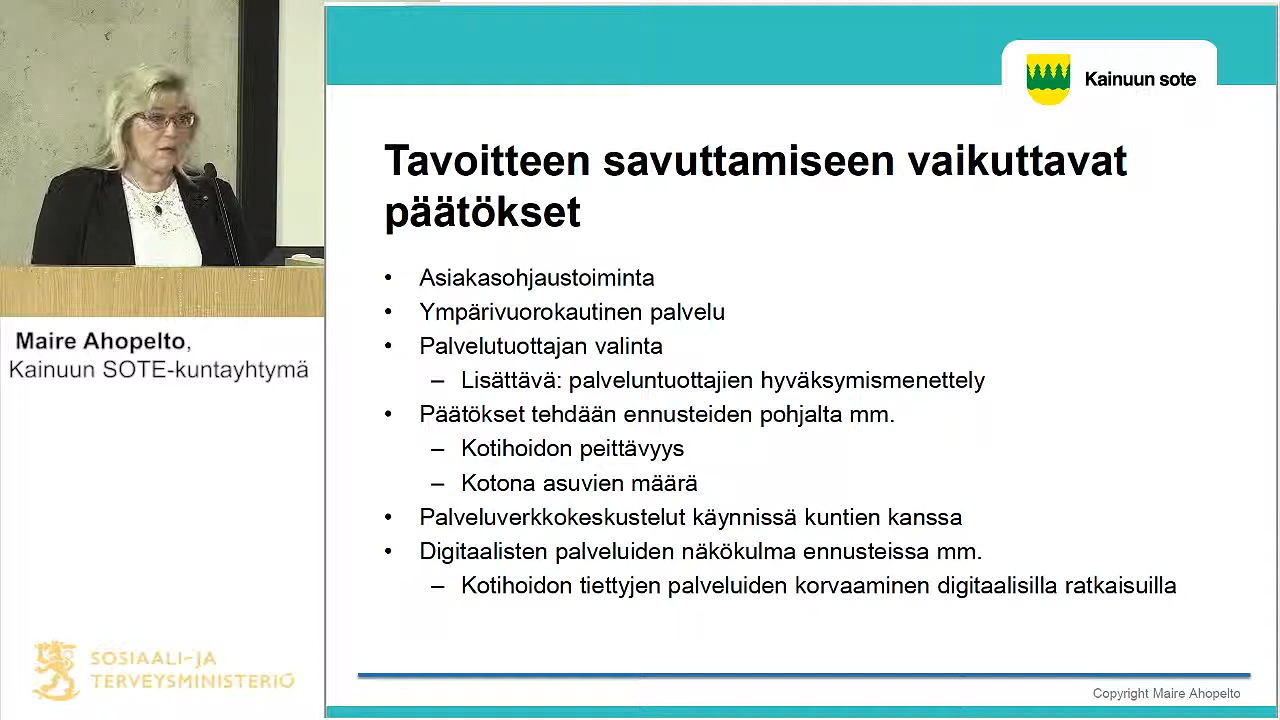 Kainuun sote
Tavoitteen savuttamiseen vaikuttavat
päätökset
• Asiakasohjaustoiminta
• Ympärivuorokautinen palvelu
• Palvelutuottajan valinta
– Lisättävä: palveluntuottajien hyväksymismenettely
• Päätökset tehdään ennusteiden pohjalta mm.
– Kotihoidon peittävyys
– Kotona asuvien määrä
• Palveluverkkokeskustelut käynnissä kuntien kanssa
• Digitaalisten palveluiden näkökulma ennusteissa mm.
– Kotihoidon tiettyjen palveluiden korvaaminen digitaalisilla ratkaisuilla
Copyright Maire Ahopelto
Maire Ahopelto,
Kainuun SOTE-kuntayhtymä
SOSIAALI- JA
TERVEYSMINISTERIÖ